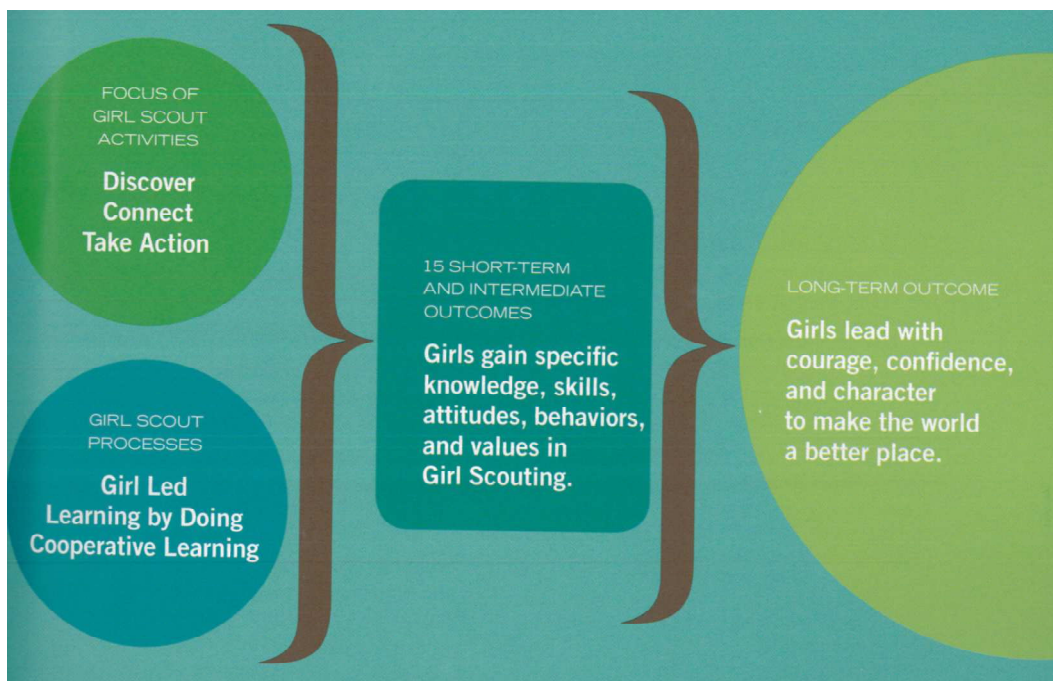 FOCUS OF
GIRL SCOUT
ACTIVITIES
Discover
Connect
Take Action
GIRL SCOUT
PROCESSES
Girl Led
Learning by Doing
Cooperative Learning
15 SHORT-TERM
AND INTERMEDIATE
OUTCOMES
Girls gain specific
knowledge, skills,
attitudes, behaviors,
and values in
Girl Scouting.
LONG-TERM OUTCOME
Girls lead with
courage, confidence,
and character
to make the world
a better place.